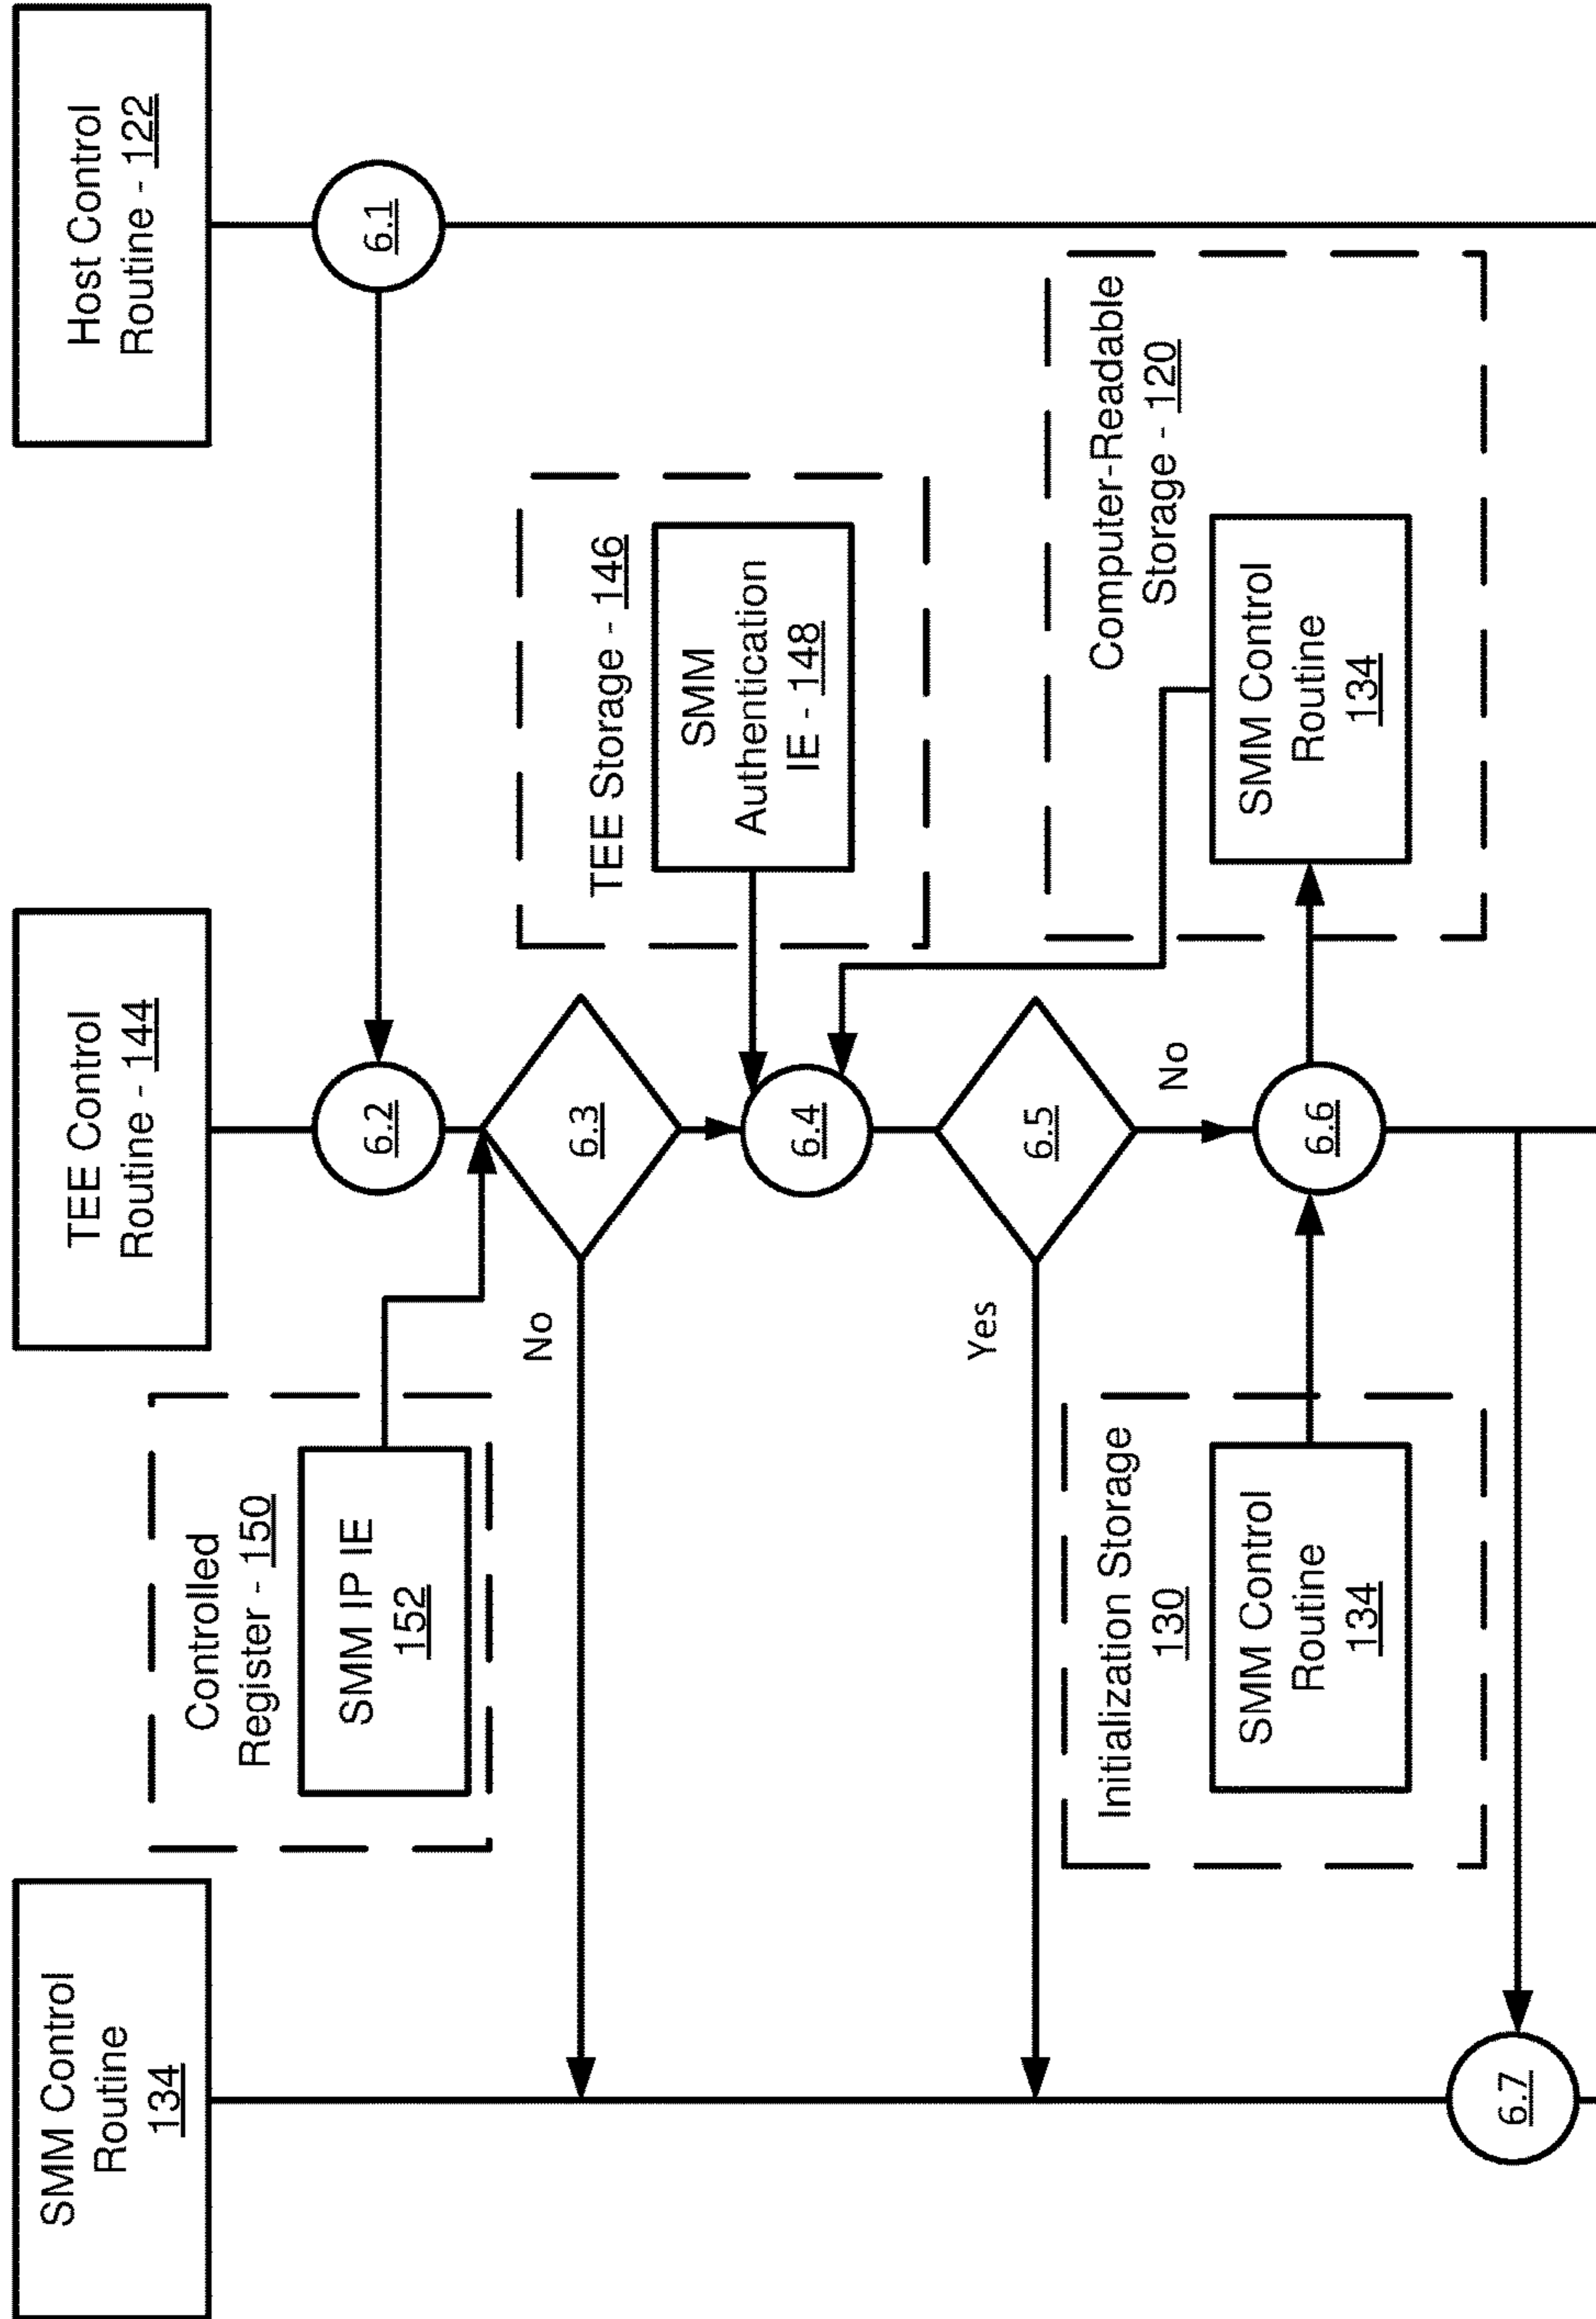 SMM Control
Routine
134
TEE Control
Routine - 144
Host Control
Routine - 122
6.1
6.2
Controlled
Register - 150
SMM IP IE
152
6.3
No
TEE Storage - 146
SMM
Authentication
IE - 148
6.4
6.5
Yes
No
Initialization Storage
130
SMM Control
Routine
134
6.6
Computer-Readable
Storage - 120
SMM Control
Routine
134
6.7